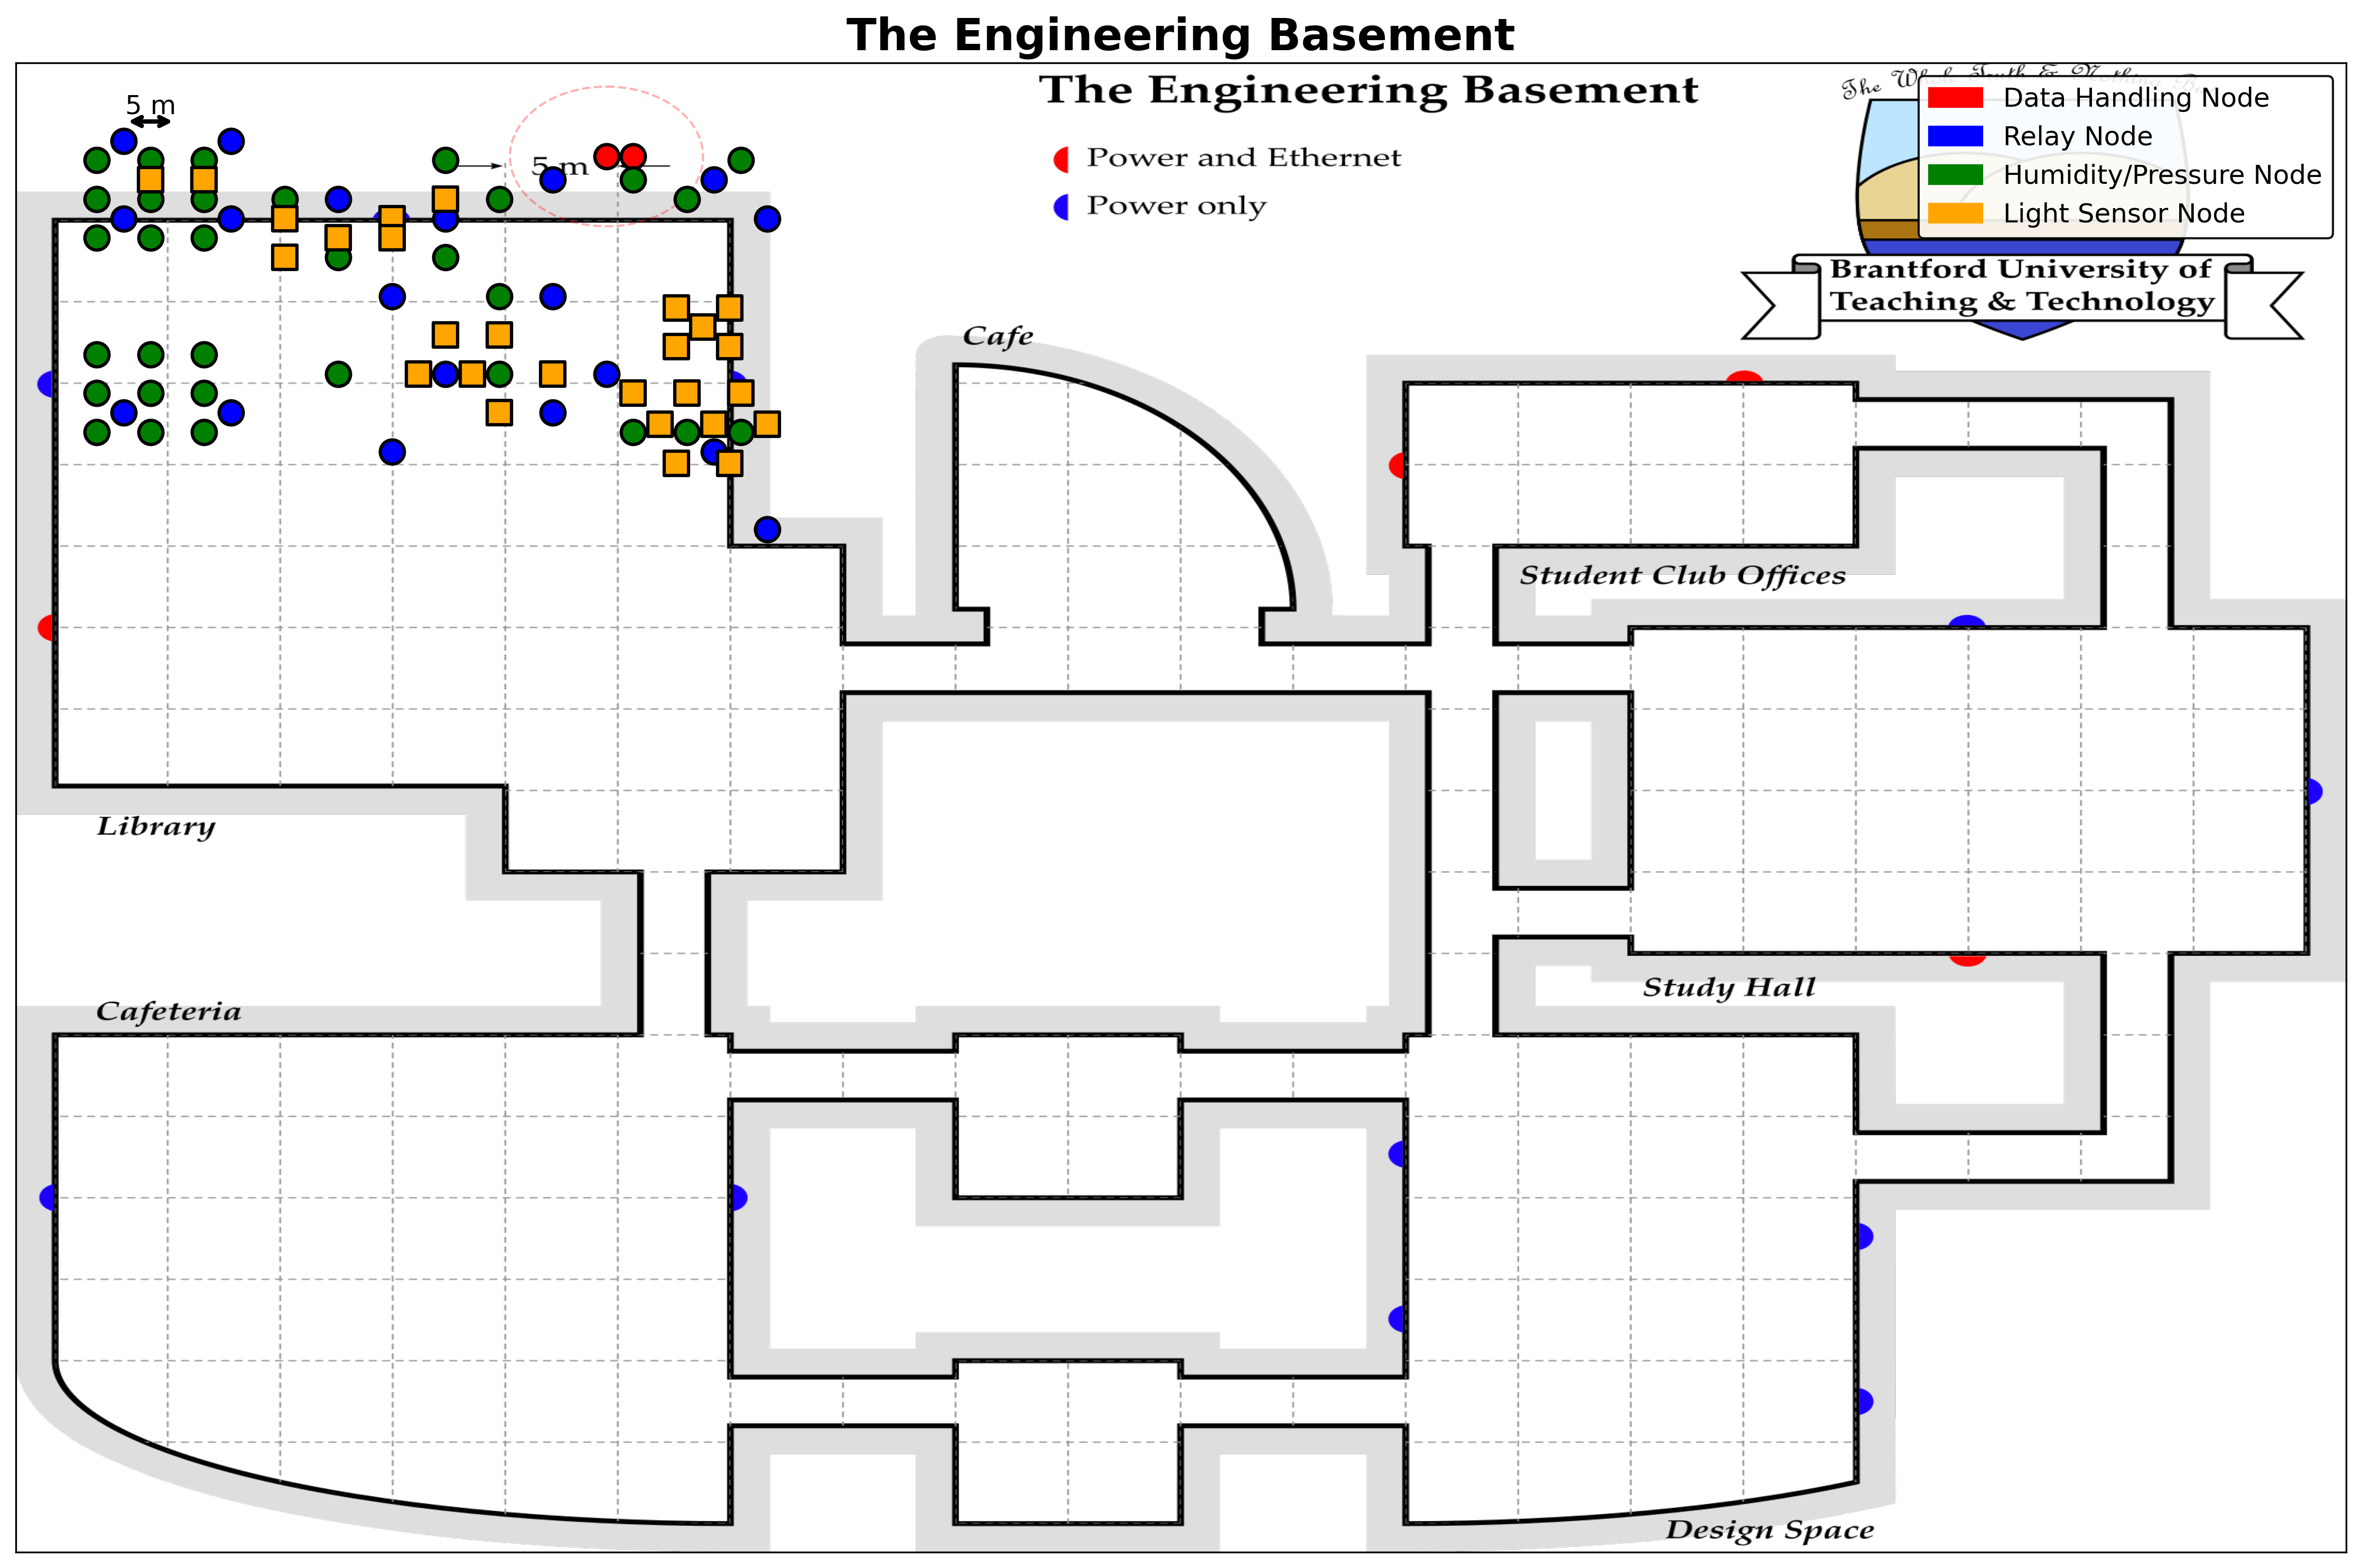 The Engineering Basement
The Engineering Basement
5 m
5 m
Power and Ethernet
Power only
The
Data Handling Node
Relay Node
Humidity/Pressure Node
Light Sensor Node
Brantford University of
Teaching & Technology
Cafe
Student Club Offices
Library
Study Hall
Cafeteria
Design Space